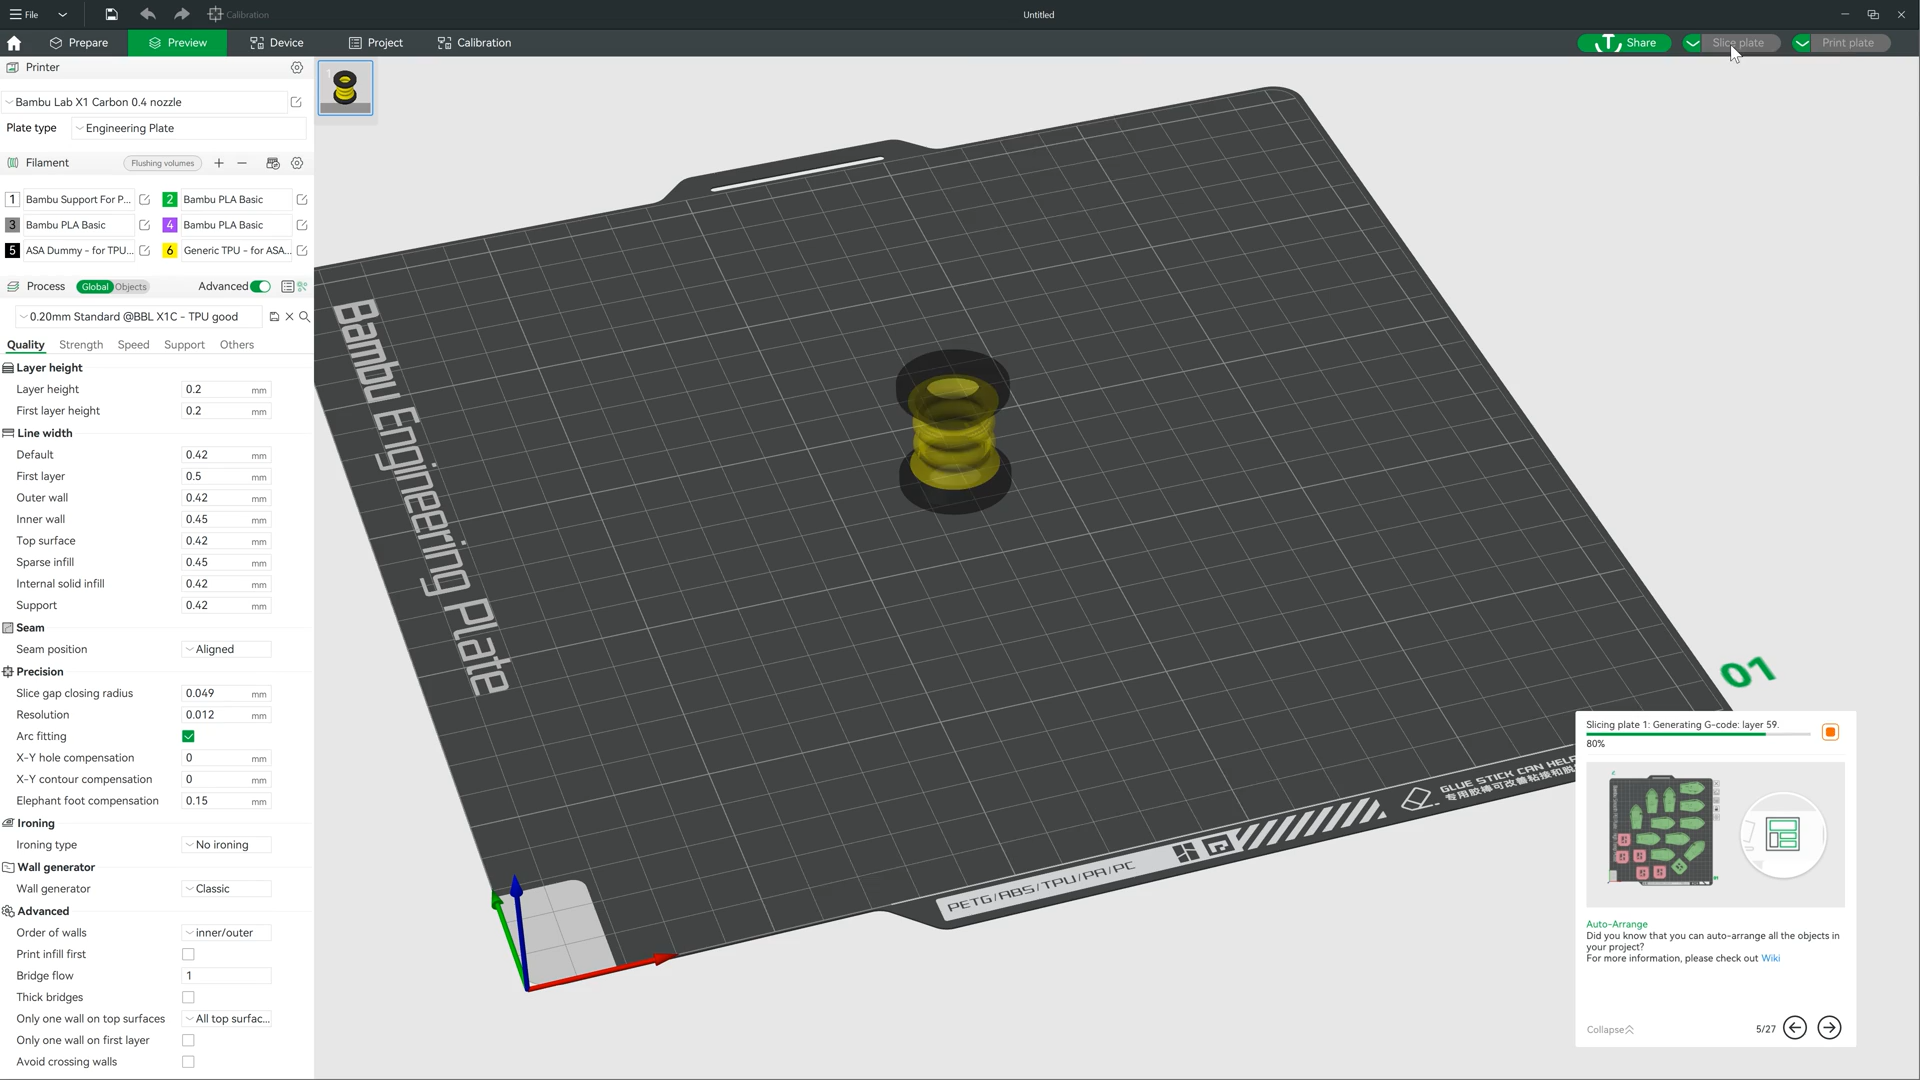 File
Calibration
Untitled
Prepare
Preview
Device
Project
Calibration
Share
Slice plate
Print plate
Printer
Bambu Lab X1 Carbon 0.4 nozzle
Plate type
Engineering Plate
Filament
Flushing volumes
1 Bambu Support For P...
2 Bambu PLA Basic
3 Bambu PLA Basic
4 Bambu PLA Basic
5 ASA Dummy - for TPU...
6 Generic TPU - for ASA...
Process
Global
Objects
Advanced
0.20mm Standard @BBL X1C - TPU good
Quality
Strength
Speed
Support
Others
Layer height
Layer height 0.2 mm
First layer height 0.2 mm
Line width
Default 0.42 mm
First layer 0.5 mm
Outer wall 0.42 mm
Inner wall 0.45 mm
Top surface 0.42 mm
Sparse infill 0.45 mm
Internal solid infill 0.42 mm
Support 0.42 mm
Seam
Seam position Aligned
Precision
Slice gap closing radius 0.049 mm
Resolution 0.012 mm
Arc fitting
X-Y hole compensation 0 mm
X-Y contour compensation 0 mm
Elephant foot compensation 0.15 mm
Ironing
Ironing type No ironing
Wall generator
Wall generator Classic
Advanced
Order of walls inner/outer
Print infill first
Bridge flow 1
Thick bridges
Only one wall on top surfaces All top surfac...
Only one wall on first layer
Avoid crossing walls
Bambu Engineering Plate
01
PETG/ABS/TPU/PA/PC
GLUE STICK CAN HELP
Slicing plate 1: Generating G-code: layer 59.
80%
Auto-Arrange
Did you know that you can auto-arrange all the objects in
your project?
For more information, please check out Wiki
Collapse
5/27